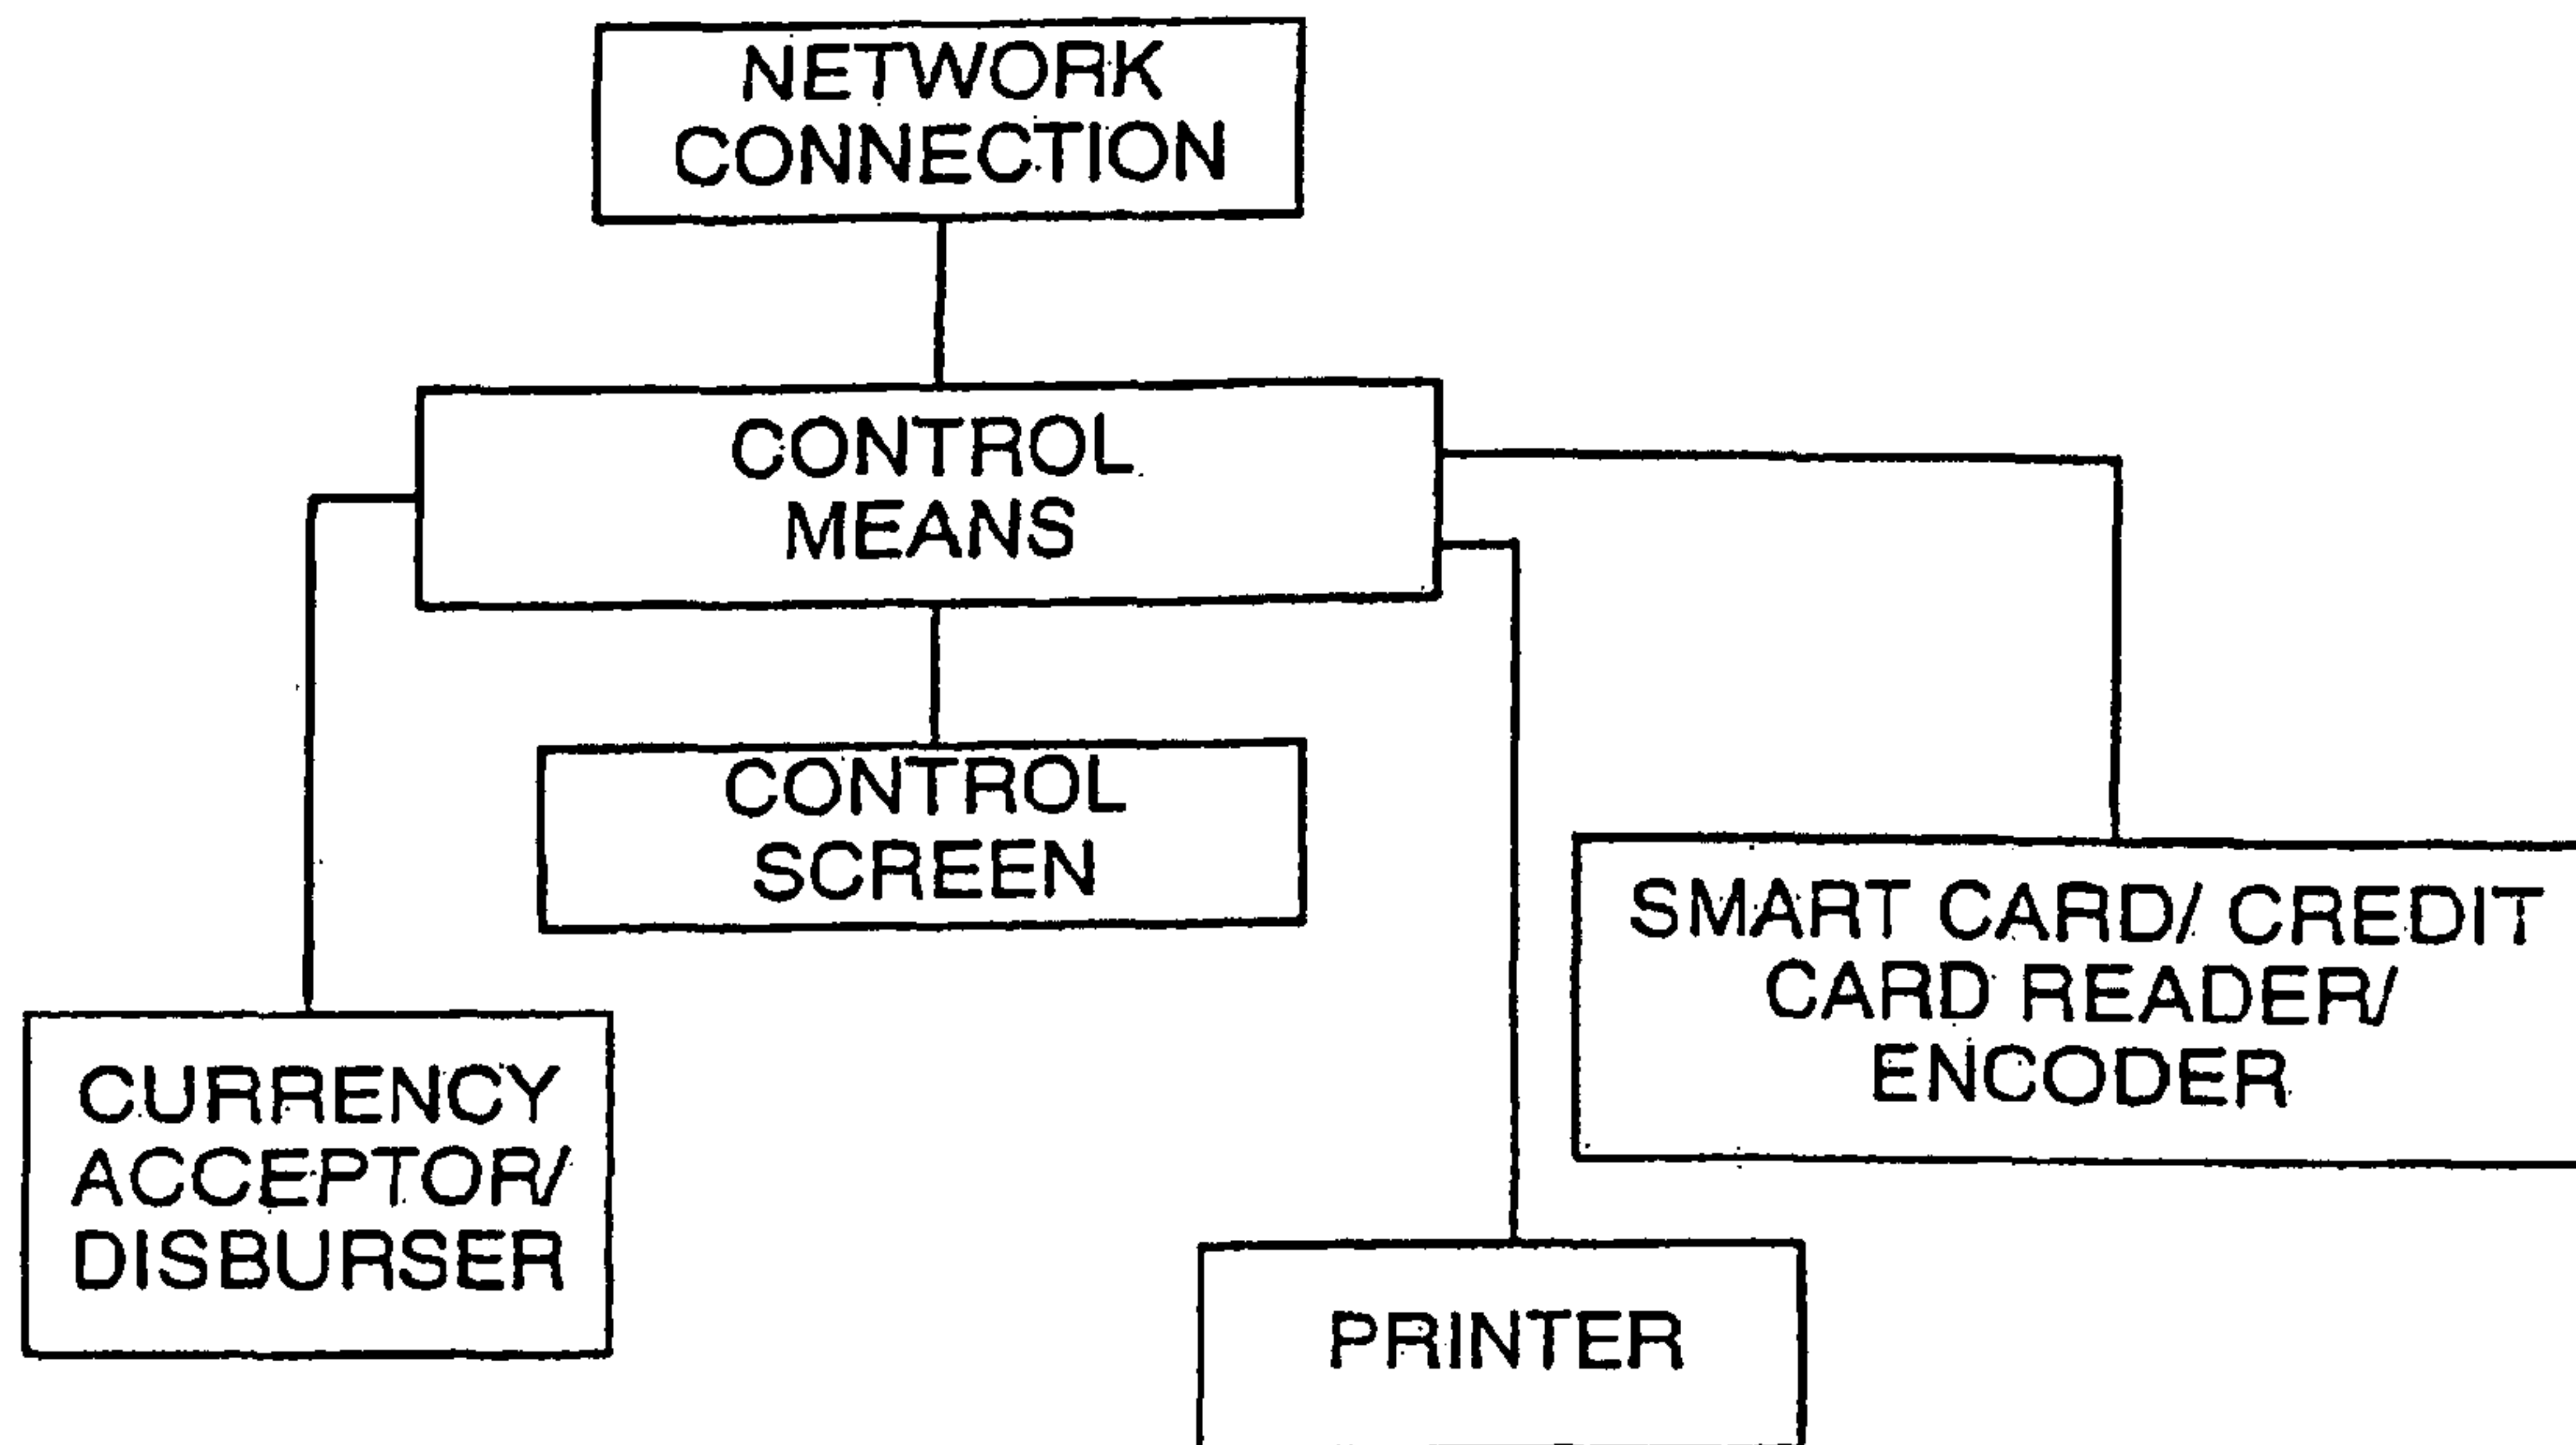 NETWORK
CONNECTION
CONTROL
MEANS
CONTROL
SCREEN
SMART CARD/ CREDIT
CARD READER/
ENCODER
CURRENCY
ACCEPTOR/
DISBURSER
PRINTER